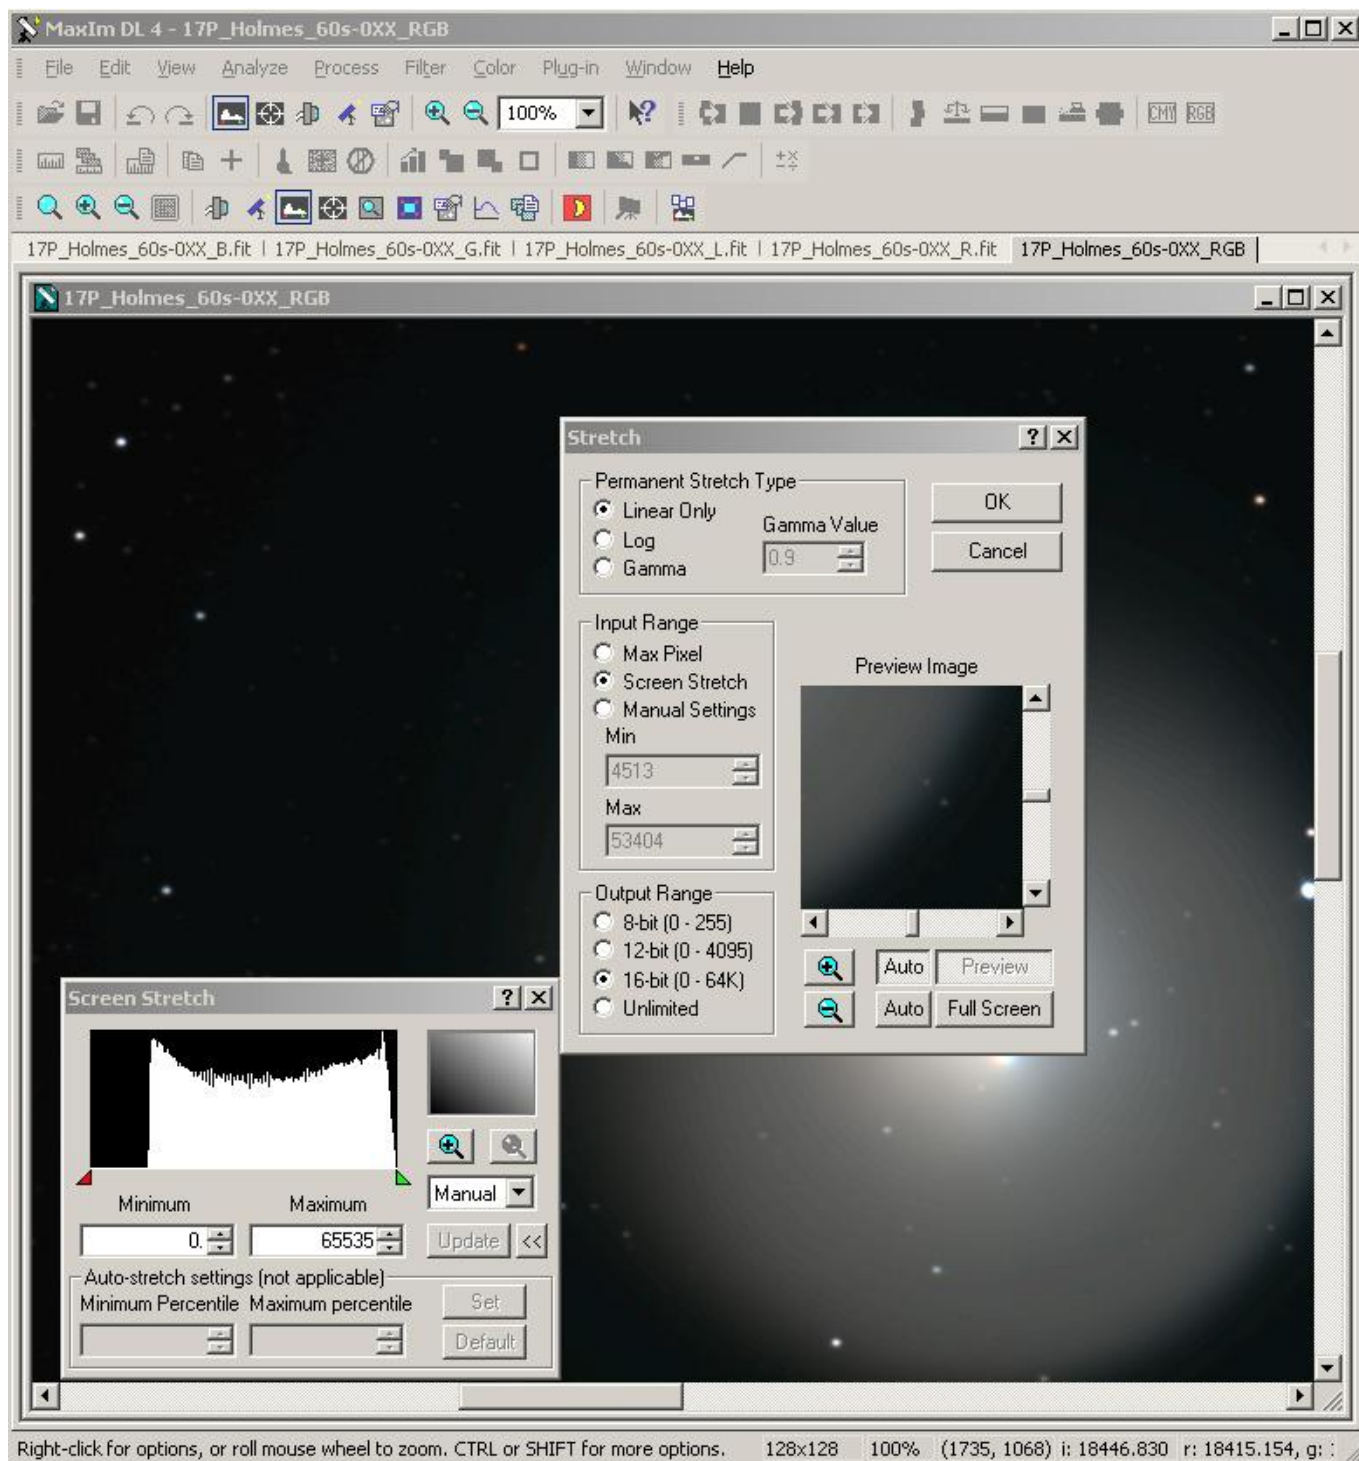 MaxIm DL 4 - 17P_Holmes_60s-0XX_RGB
File Edit View Analyze Process Filter Color Plug-in Window Help
100%
CMY RGB
17P_Holmes_60s-0XX_B.fit | 17P_Holmes_60s-0XX_G.fit | 17P_Holmes_60s-0XX_L.fit | 17P_Holmes_60s-0XX_R.fit 17P_Holmes_60s-0XX_RGB
17P_Holmes_60s-0XX_RGB
Stretch
Permanent Stretch Type
Linear Only
Log
Gamma
Gamma Value
0.9
OK
Cancel
Input Range
Max Pixel
Screen Stretch
Manual Settings
Min
4513
Max
53404
Preview Image
Output Range
8-bit (0 - 255)
12-bit (0 - 4095)
16-bit (0 - 64K)
Unlimited
Auto Preview
Auto Full Screen
Screen Stretch
Manual
Minimum Maximum
0. 65535
Update <<
Auto-stretch settings (not applicable)
Minimum Percentile Maximum percentile
Set
Default
Right-click for options, or roll mouse wheel to zoom. CTRL or SHIFT for more options. 128x128 100% (1735, 1068) i: 18446.830 r: 18415.154, g: